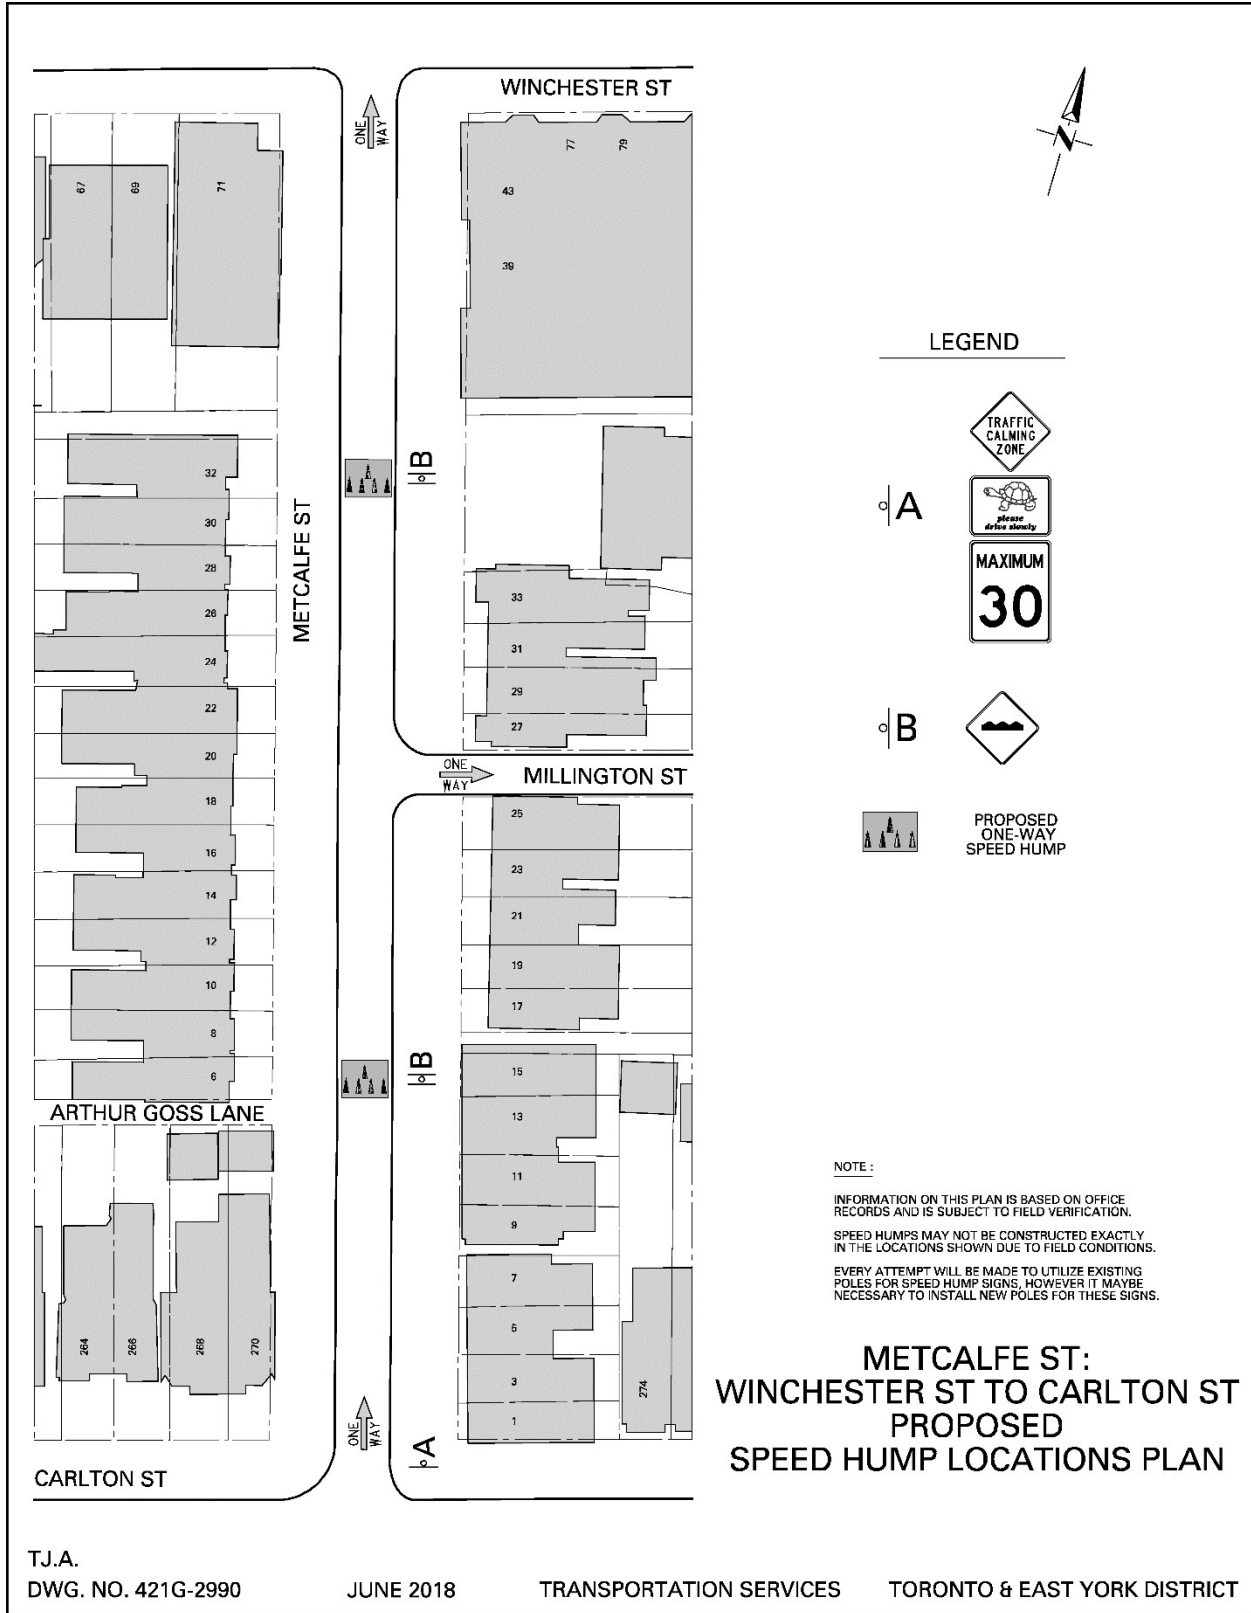 WINCHESTER ST
ONE
WAY
77
79
67
69
71
43
39
LEGEND
TRAFFIC
CALMING
ZONE
A
please
drive slowly
MAXIMUM
30
B
PROPOSED
ONE-WAY
SPEED HUMP
N
METCALFE ST
B
32
30
28
26
24
22
20
18
16
14
12
10
8
6
33
31
29
27
ONE
WAY
MILLINGTON ST
25
23
21
19
17
B
15
13
11
9
7
5
3
1
274
ARTHUR GOSS LANE
264
266
268
270
ONE
WAY
A
CARLTON ST
NOTE :
INFORMATION ON THIS PLAN IS BASED ON OFFICE
RECORDS AND IS SUBJECT TO FIELD VERIFICATION.
SPEED HUMPS MAY NOT BE CONSTRUCTED EXACTLY
IN THE LOCATIONS SHOWN DUE TO FIELD CONDITIONS.
EVERY ATTEMPT WILL BE MADE TO UTILIZE EXISTING
POLES FOR SPEED HUMP SIGNS, HOWEVER IT MAYBE
NECESSARY TO INSTALL NEW POLES FOR THESE SIGNS.
METCALFE ST:
WINCHESTER ST TO CARLTON ST
PROPOSED
SPEED HUMP LOCATIONS PLAN
T.J.A.
DWG. NO. 421G-2990 JUNE 2018 TRANSPORTATION SERVICES TORONTO & EAST YORK DISTRICT